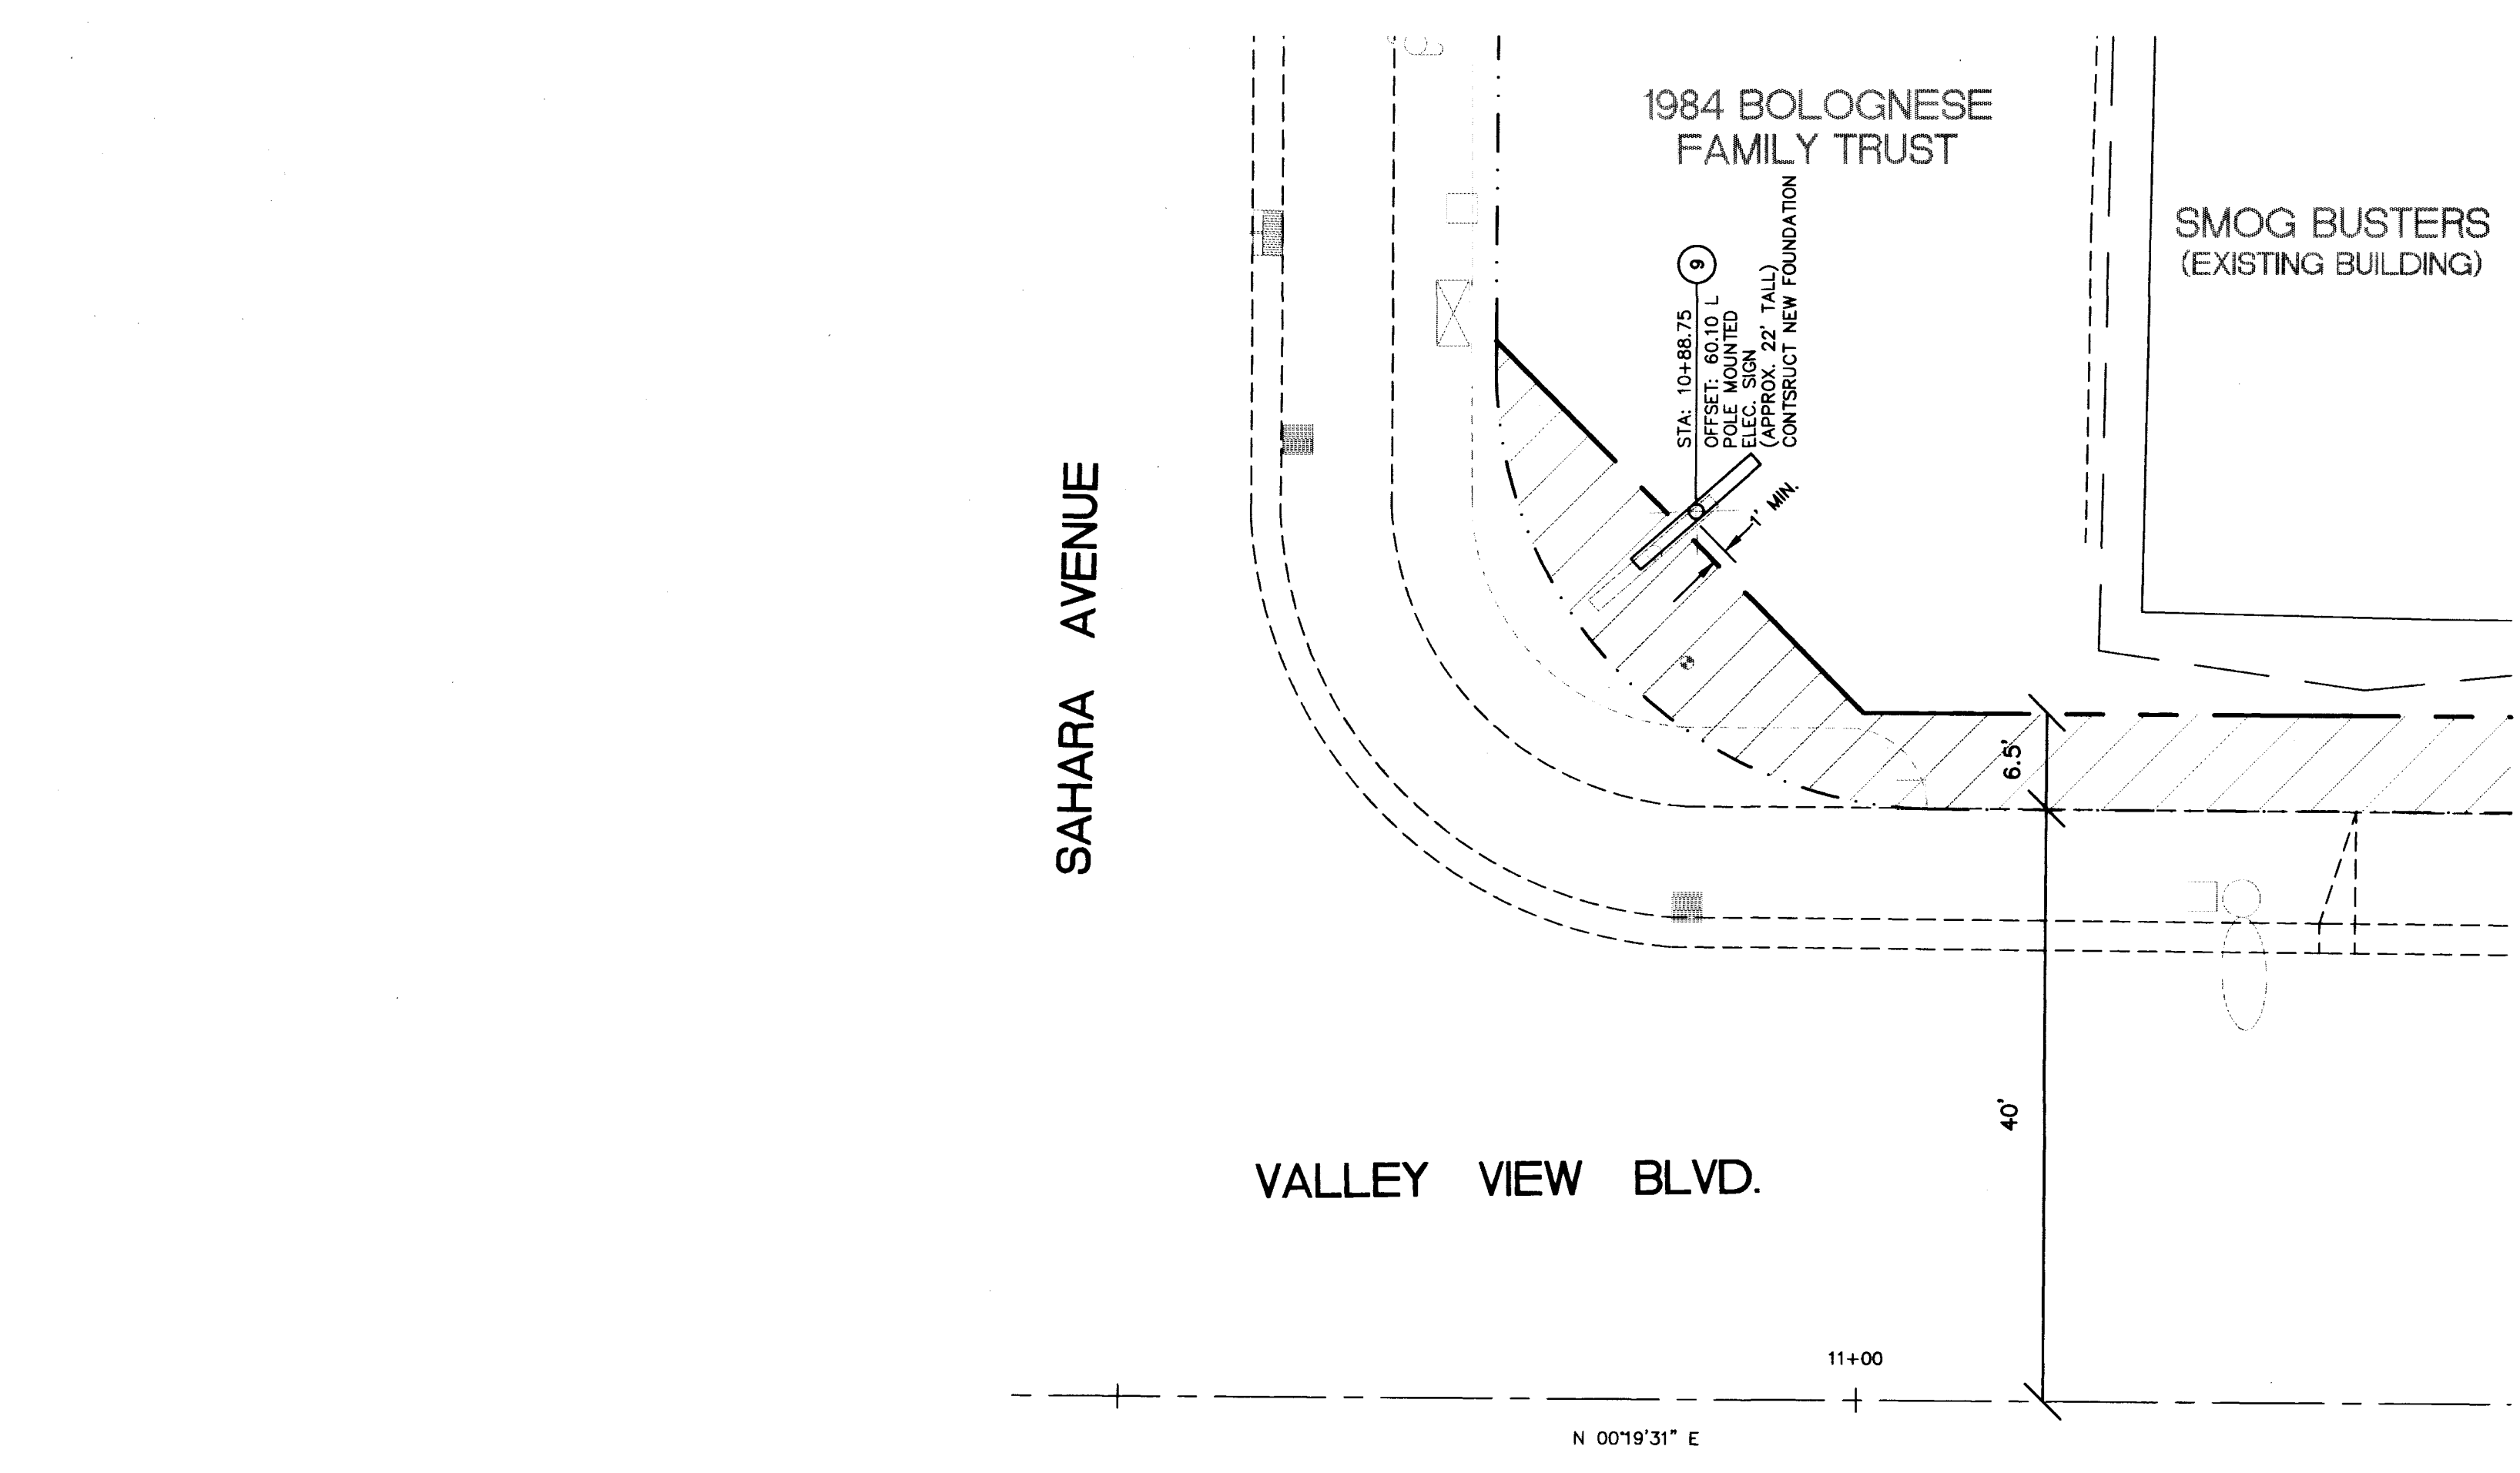 1984 BOLOGNESE
FAMILY TRUST
SMOG BUSTERS
(EXISTING BUILDING)
9
STA: 10+88.75
OFFSET: 60.10 L
POLE MOUNTED
ELEC. SIGN
(APPROX. 22' TALL)
CONTSRUCT NEW FOUNDATION
1' MIN.
SAHARA AVENUE
6.5'
40'
VALLEY VIEW BLVD.
11+00
N 00°19'31" E